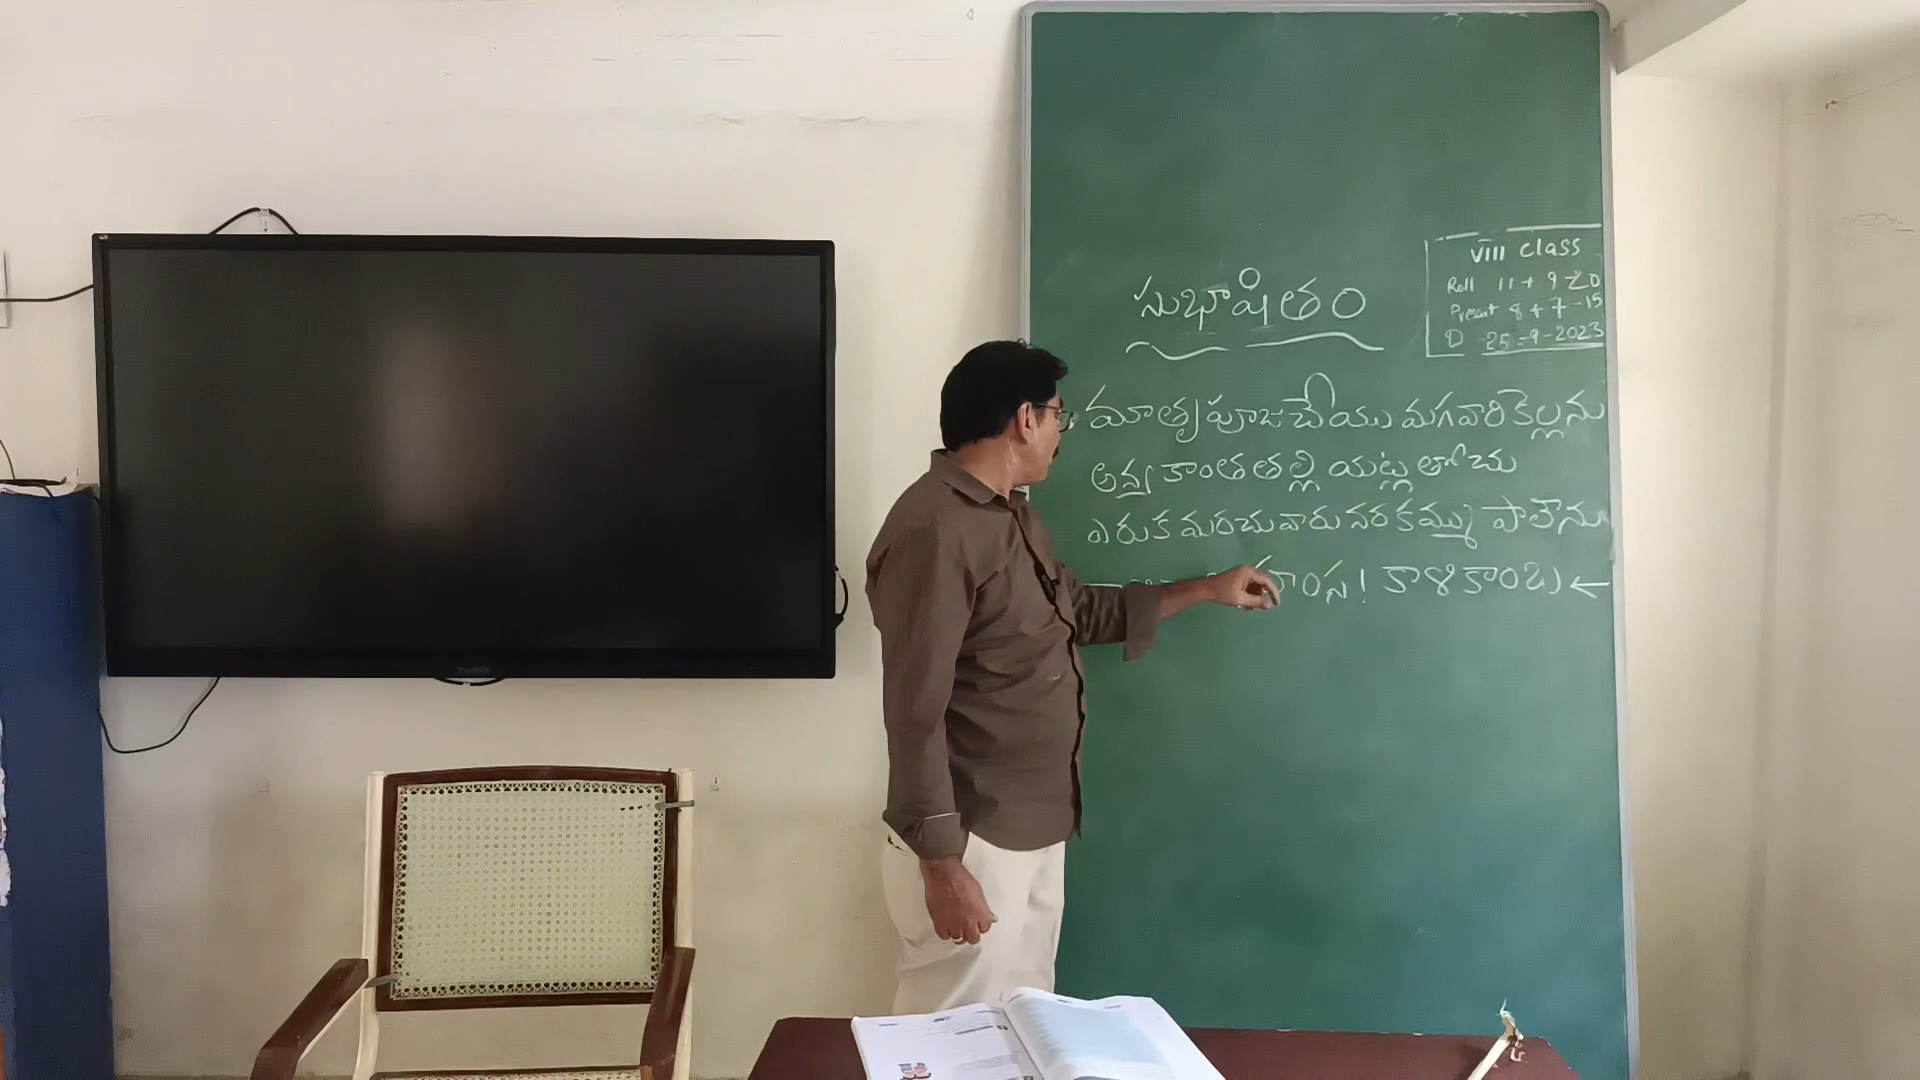 సుభాషితం
VIII class
Roll 11 + 9 = 20
Present 8 + 7 - 15
D - 25-9-2023
మాతృ పూజ చేయు మగవారి కెల్లను
అన్య కాంత తల్లి యట్ల తోచు
ఎరుక మరచువారు నరకమ్ము పాలౌను
హంస! కాళికాంబ ←